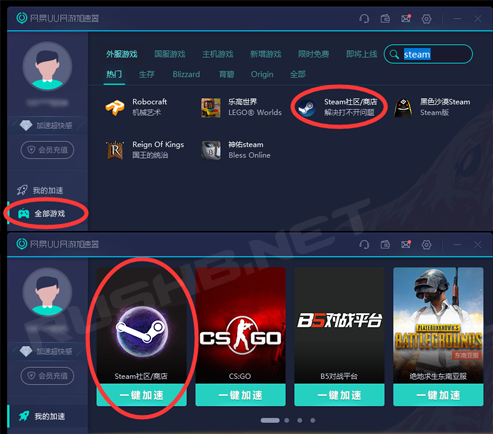 网易UU网游加速器
外服游戏 国服游戏 主机游戏 新增游戏 限时免费 即将上线 steam
热门 生存 Blizzard 育碧 Origin 全部
Robocraft
机械艺术
乐高世界
LEGO® Worlds
Steam社区/商店
解决打不开问题
黑色沙漠Steam
Steam版
Reign Of Kings
国王的统治
神佑steam
Bless Online
加速超快感
会员充值
我的加速
全部游戏
RUSHB.NET
网易UU网游加速器
加速超快感
会员充值
我的加速
Steam社区/商店
一键加速
CS:GO
CS:GO
一键加速
B5对战平台
B5对战平台
一键加速
PLAYERUNKNOWN'S
BATTLEGROUNDS
东南亚服
绝地求生东南亚服
一键加速